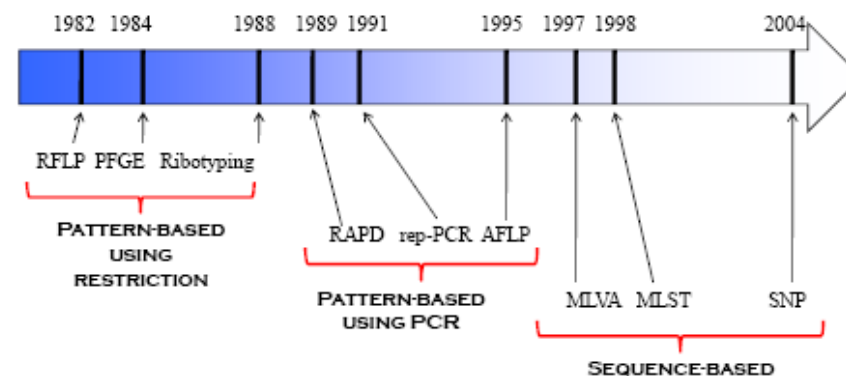 1982 1984 1988 1989 1991 1995 1997 1998 2004
RFLP PFGE Ribotyping
PATTERN-BASED
USING
RESTRICTION
RAPD rep-PCR AFLP
PATTERN-BASED
USING PCR
MLVA MLST SNP
SEQUENCE-BASED